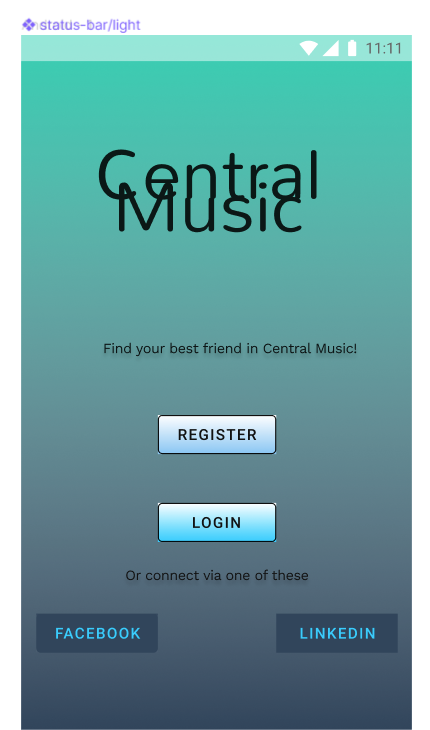 status-bar/light
11:11
Central
Music
Find your best friend in Central Music!
REGISTER
LOGIN
Or connect via one of these
FACEBOOK
LINKEDIN